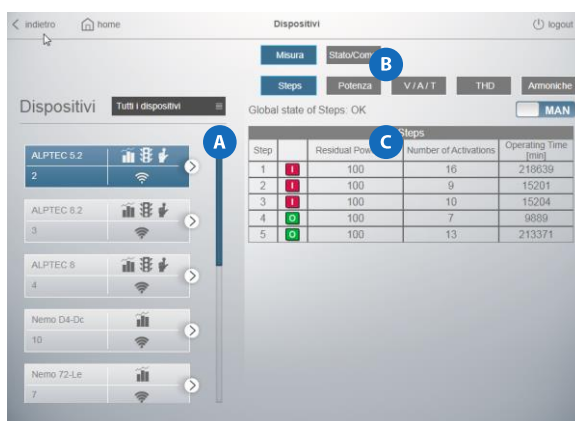 indietro home Dispositivi logout
Misura Stato/Com
B
Steps Potenza V/A/T THD Armoniche
Dispositivi Tutti i dispositivi
Global state of Steps: OK MAN
A
C
Steps
Step Residual Pow Number of Activations Operating Time [min]
1 I 100 16 218639
2 I 100 9 15201
3 I 100 10 15204
4 O 100 7 9889
5 O 100 13 213371
ALPTEC 5.2
2
ALPTEC 8.2
3
ALPTEC 8
4
Nemo D4-Dc
10
Nemo 72-Le
7